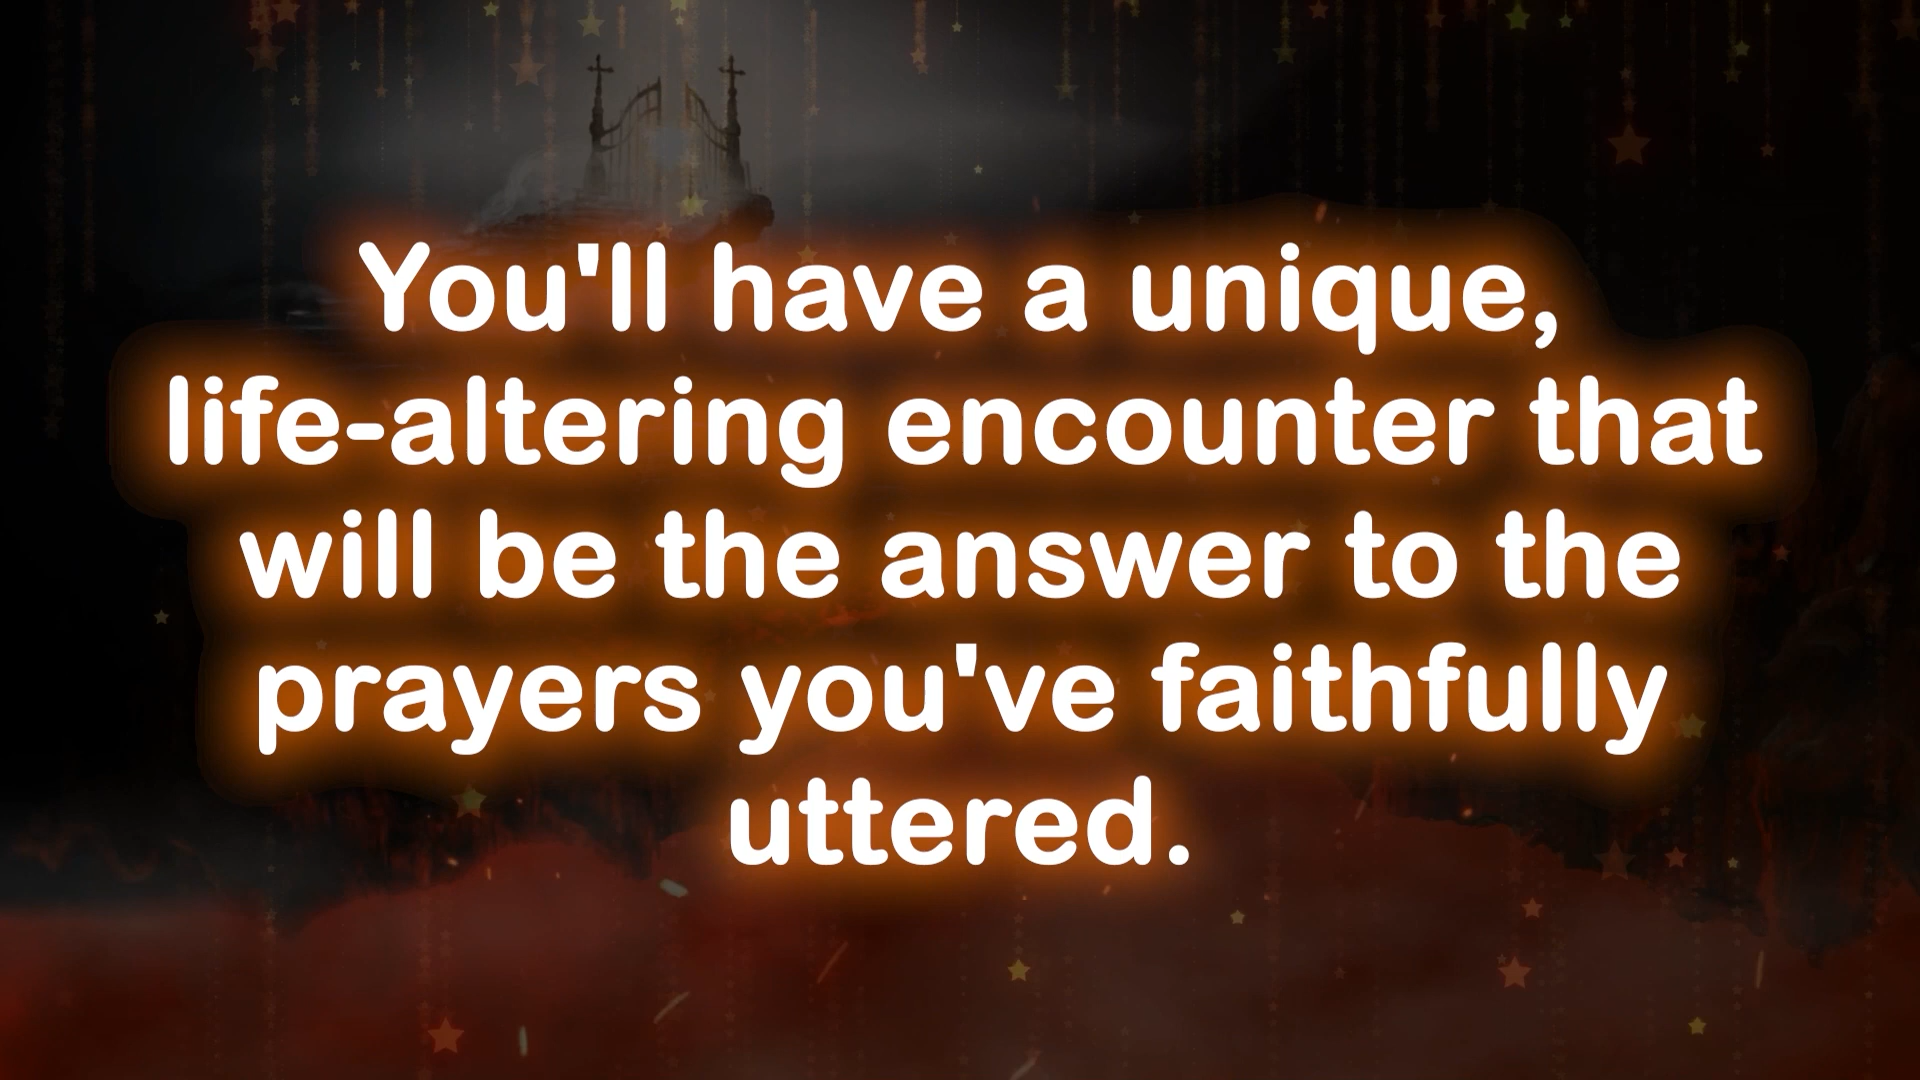 You'll have a unique,
life-altering encounter that
will be the answer to the
prayers you've faithfully
uttered.